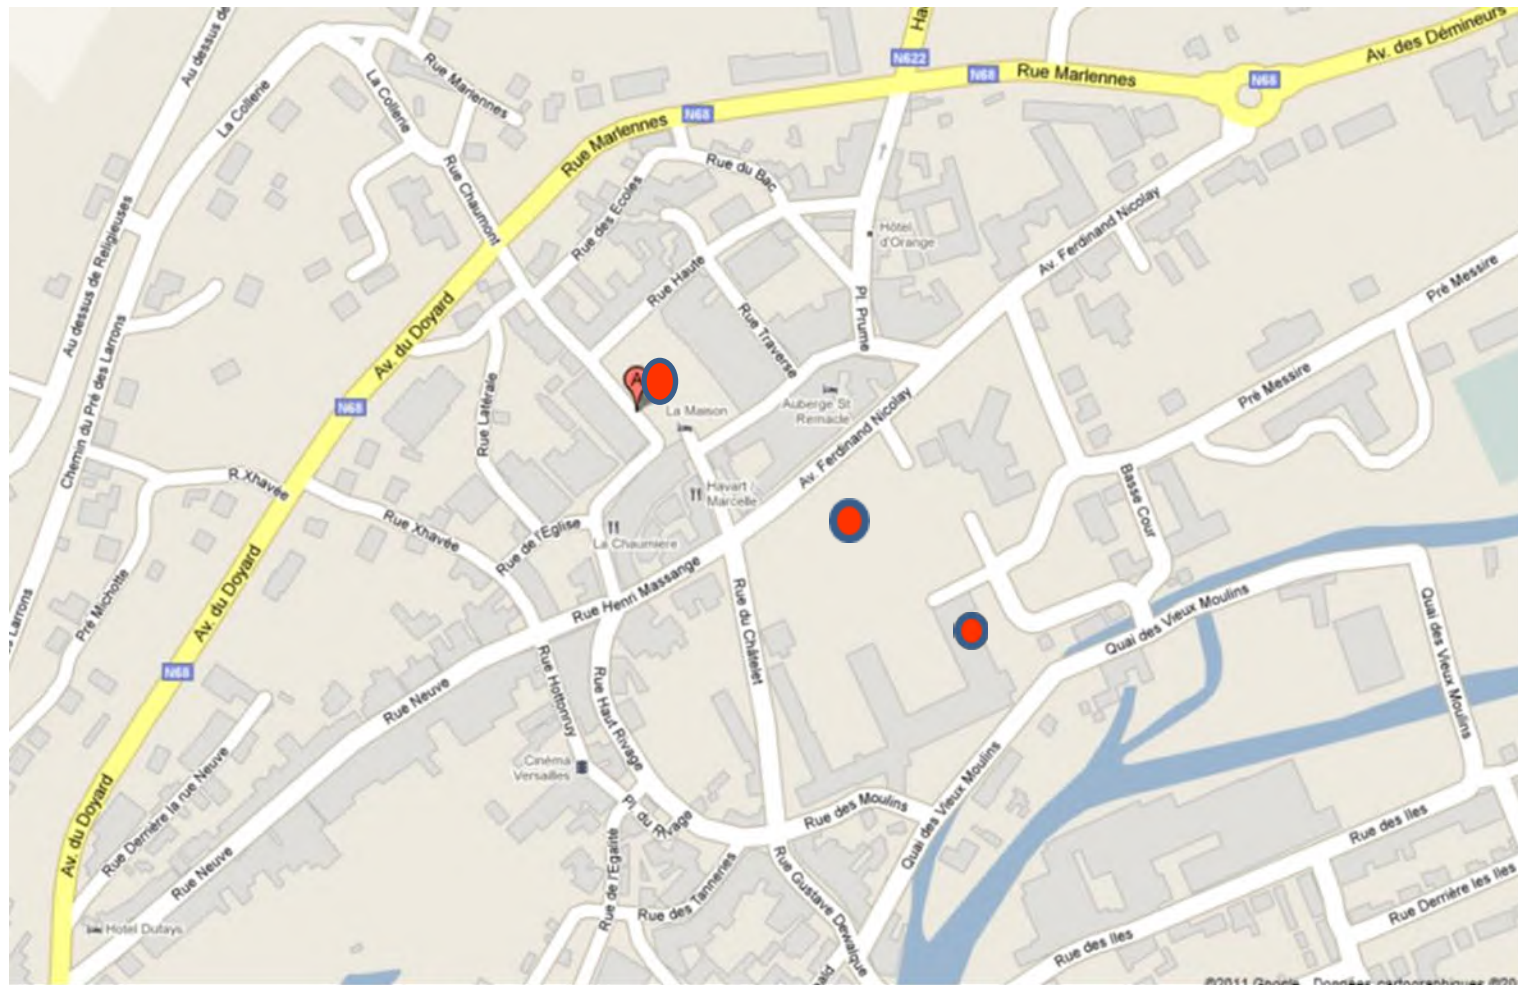 Au dessus de
La Collerie
La Collerie
Rue Marlennes
N622
N68
Rue Marlennes
N68
Av. des Démineurs
Rue Marlennes
N68
Rue du Bac
Rue Chaumont
Rue des Ecoles
Au dessus de Religieuses
Hôtel
d'Orange
Av. Ferdinand Nicolay
Pré Messire
Rue Haute
Av. du Doyard
Pl. Prume
Rue Traverse
Chemin du Pré des Larrons
N68
A
La Maison
Auberge St
Remacle
Pré Messire
Rue Latérale
Av. Ferdinand Nicolay
R.Xhavée
Rue Xhavée
Havart /
Marcelle
Basse Cour
Rue de l'Eglise
La Chaumiere
Av. du Doyard
Pré Michotte
Larrons
Rue Henri Massange
Rue du Châtelet
Quai des Vieux Moulins
Quai des Vieux Moulins
N68
Rue Neuve
Rue Hottonruy
Rue Haut Rivage
Cinéma
Versailles
Pl. du Rivage
Rue des Moulins
Quai des Vieux Moulins
Av. du Doyard
Rue Derrière la rue Neuve
Rue Neuve
Rue de l'Egalité
Rue des Tanneries
Rue Gustave Dewalque
Rue des Iles
Rue Derrière les Iles
Hotel Dufays
Rue des Iles